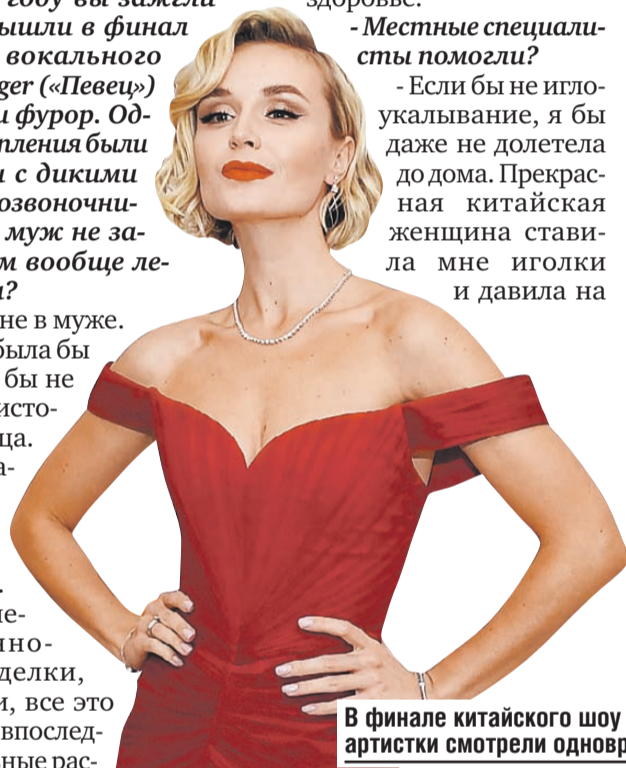 году вы зажгли
вышли в финал
вокального
ger («Певец»)
и фурор. Од-
пления были
и с дикими
озвоночни-
муж не за-
м вообще ле-
?
не в муже.
была бы
бы не
исто-
ца.
а-
е-
но-
делки,
и, все это
впослед-
ные рас-
здоровье.
- Местные специали-
сты помогли?
- Если бы не игло-
укалывание, я бы
даже не долетела
до дома. Прекрас-
ная китайская
женщина стави-
ла мне иголки
и давила на
В финале китайского шоу
артистки смотрели одновр